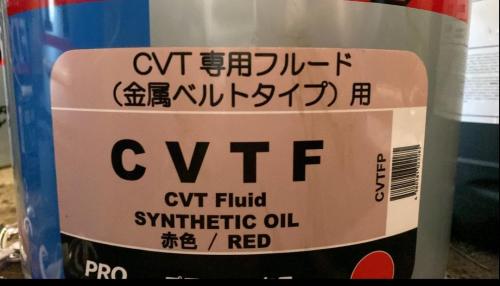 CVT 専用フルード
（金属ベルトタイプ）用
CVTF
CVT Fluid
SYNTHETIC OIL
赤色 / RED
CVTFP
PRO